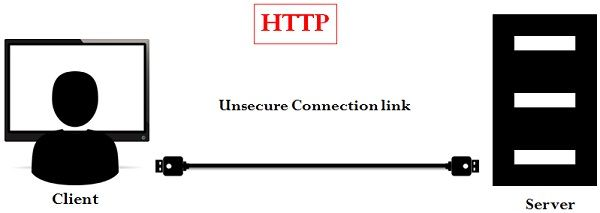 HTTP
Unsecure Connection link
Client
Server